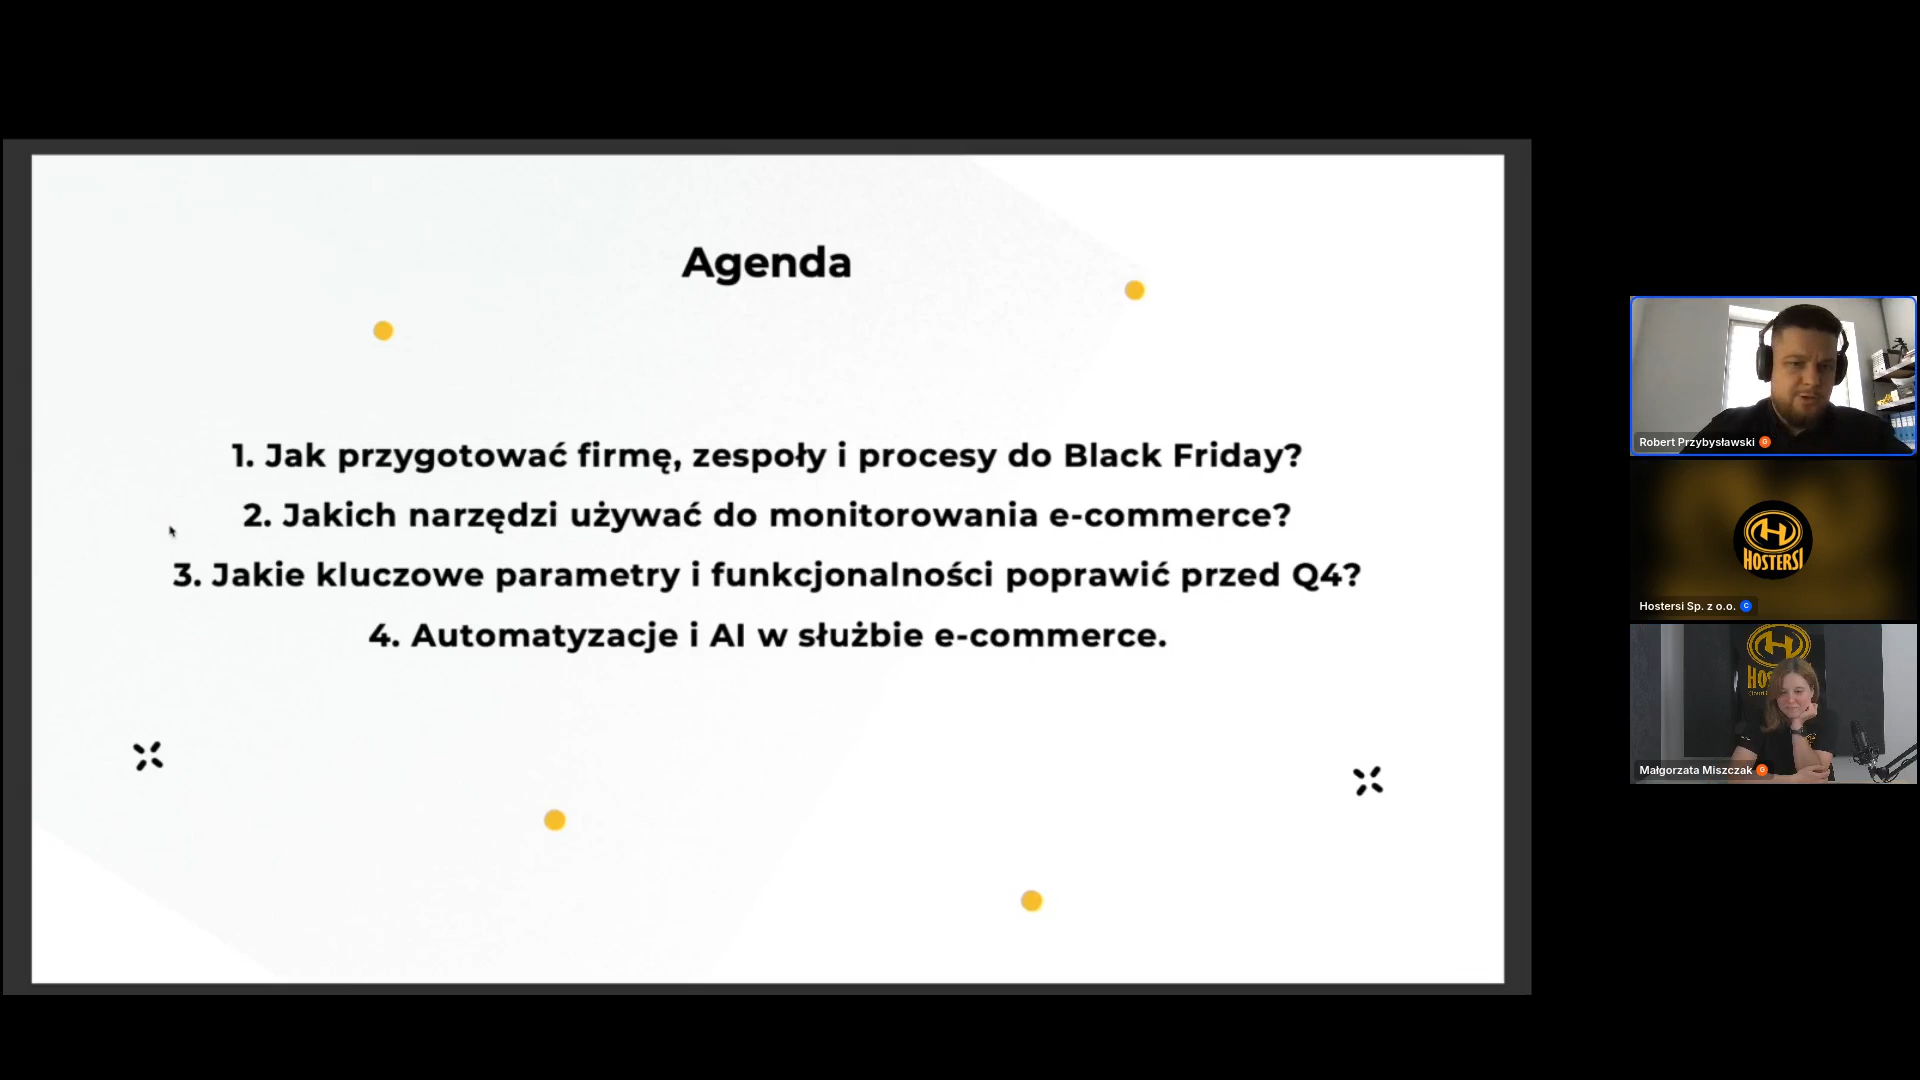 Agenda
1. Jak przygotować firmę, zespoły i procesy do Black Friday?
2. Jakich narzędzi używać do monitorowania e-commerce?
3. Jakie kluczowe parametry i funkcjonalności poprawić przed Q4?
4. Automatyzacje i AI w służbie e-commerce.
Robert Przybysławski G
HOSTERSI
Hostersi Sp. z o.o. C
HOS
Małgorzata Miszczak G